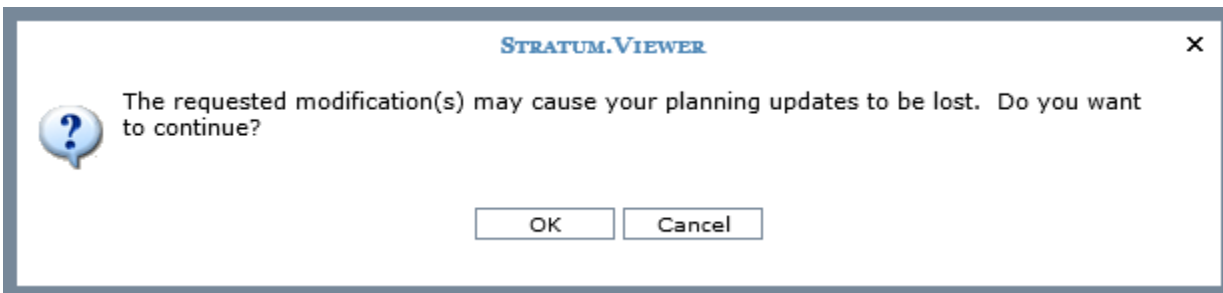 STRATUM.VIEWER
The requested modification(s) may cause your planning updates to be lost.  Do you want
to continue?
OK Cancel